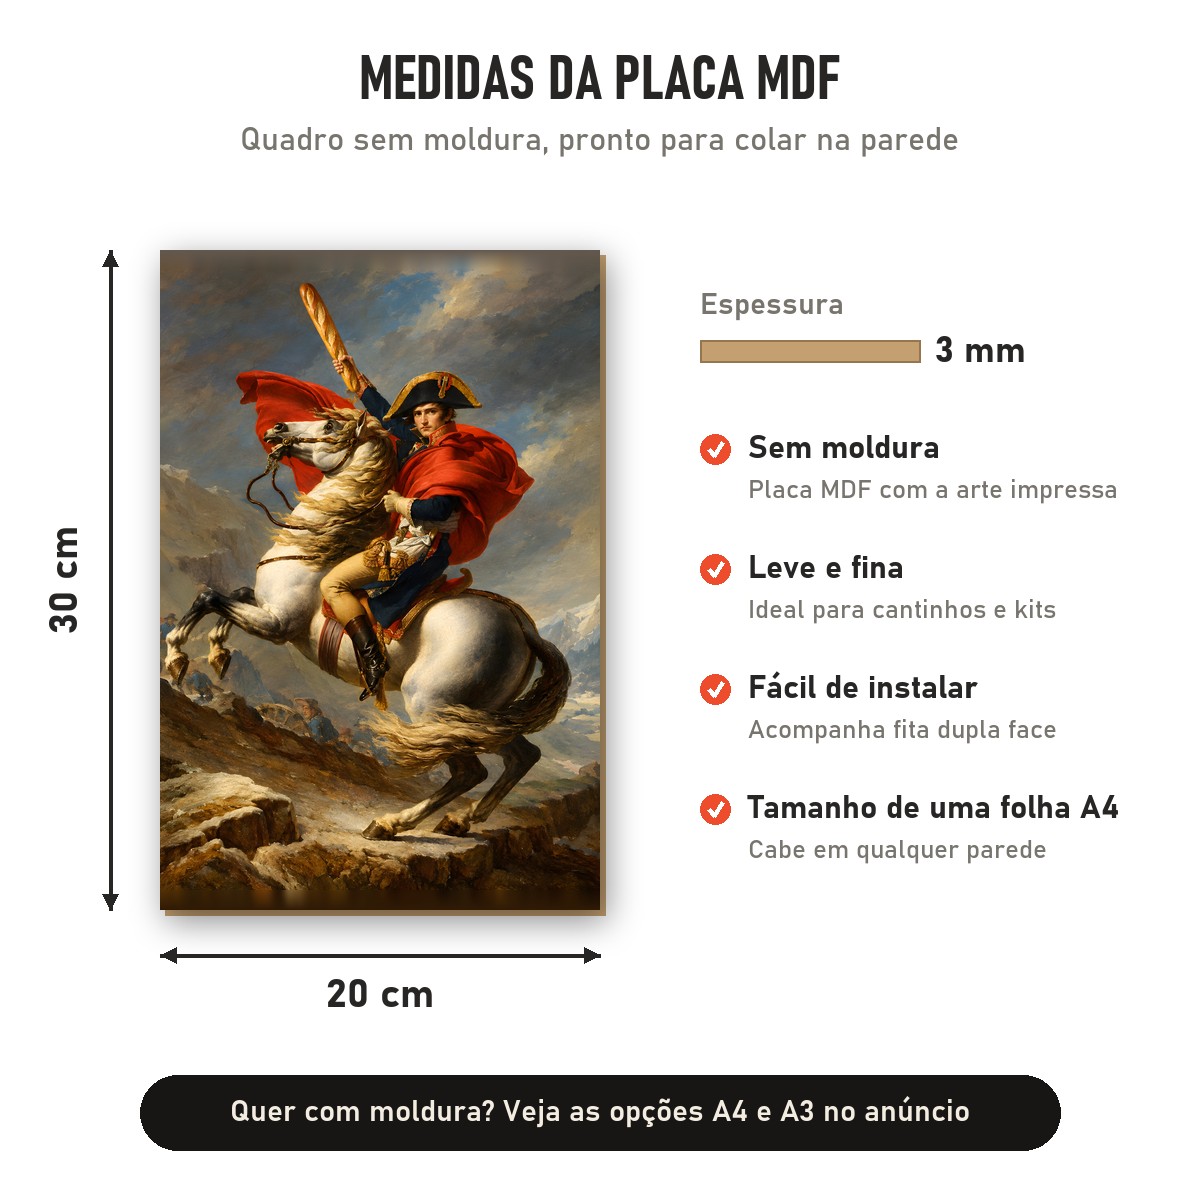 MEDIDAS DA PLACA MDF
Quadro sem moldura, pronto para colar na parede
Espessura
3 mm
Sem moldura
Placa MDF com a arte impressa
Leve e fina
Ideal para cantinhos e kits
Fácil de instalar
Acompanha fita dupla face
Tamanho de uma folha A4
Cabe em qualquer parede
30 cm
20 cm
Quer com moldura? Veja as opções A4 e A3 no anúncio